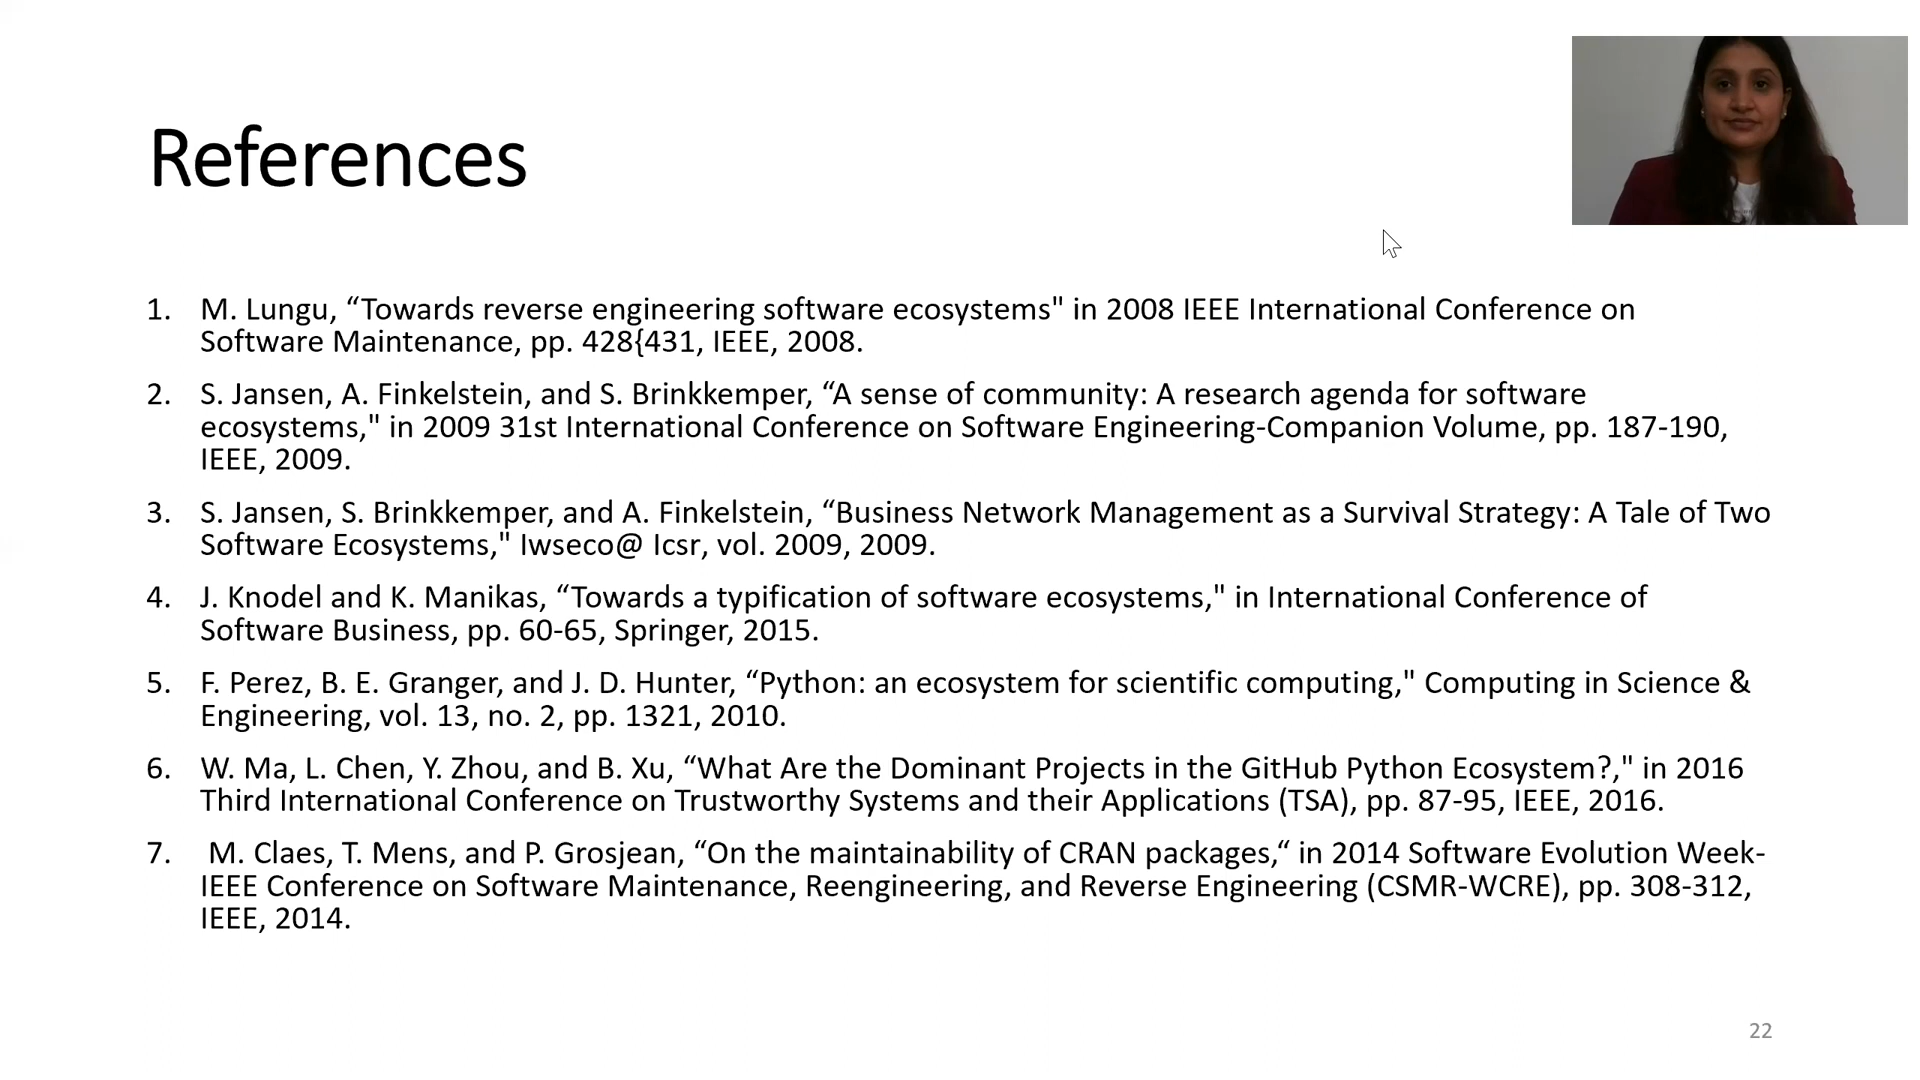 References
1. M. Lungu, “Towards reverse engineering software ecosystems" in 2008 IEEE International Conference on
Software Maintenance, pp. 428{431, IEEE, 2008.
2. S. Jansen, A. Finkelstein, and S. Brinkkemper, “A sense of community: A research agenda for software
ecosystems," in 2009 31st International Conference on Software Engineering-Companion Volume, pp. 187-190,
IEEE, 2009.
3. S. Jansen, S. Brinkkemper, and A. Finkelstein, “Business Network Management as a Survival Strategy: A Tale of Two
Software Ecosystems," Iwseco@ Icsr, vol. 2009, 2009.
4. J. Knodel and K. Manikas, “Towards a typification of software ecosystems," in International Conference of
Software Business, pp. 60-65, Springer, 2015.
5. F. Perez, B. E. Granger, and J. D. Hunter, “Python: an ecosystem for scientific computing," Computing in Science &
Engineering, vol. 13, no. 2, pp. 1321, 2010.
6. W. Ma, L. Chen, Y. Zhou, and B. Xu, “What Are the Dominant Projects in the GitHub Python Ecosystem?," in 2016
Third International Conference on Trustworthy Systems and their Applications (TSA), pp. 87-95, IEEE, 2016.
7. M. Claes, T. Mens, and P. Grosjean, “On the maintainability of CRAN packages,“ in 2014 Software Evolution Week-
IEEE Conference on Software Maintenance, Reengineering, and Reverse Engineering (CSMR-WCRE), pp. 308-312,
IEEE, 2014.
22